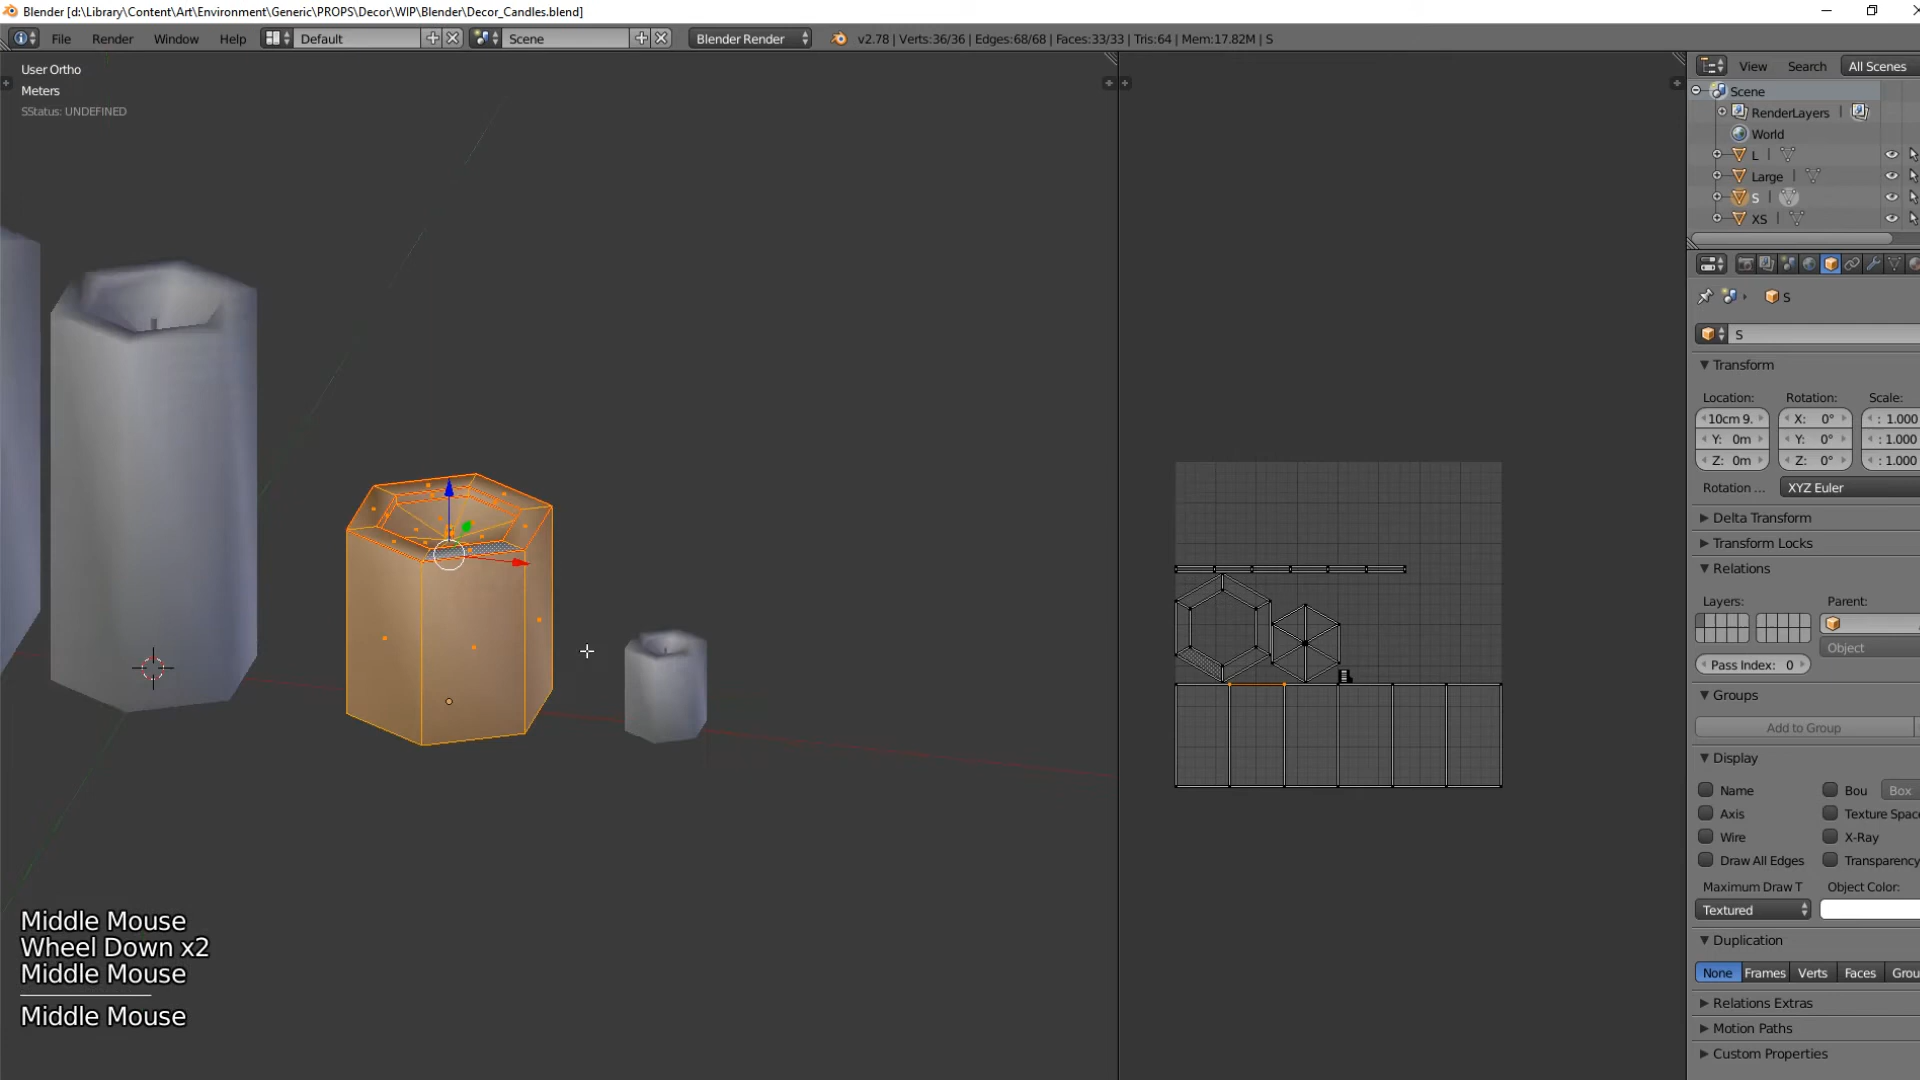 Blender [d:\Library\Content\Art\Environment\Generic\PROPS\Decor\WIP\Blender\Decor_Candles.blend]
File Render Window Help Default Scene Blender Render v2.78 | Verts:36/36 | Edges:68/68 | Faces:33/33 | Tris:64 | Mem:17.82M | S
User Ortho
Meters
SStatus: UNDEFINED
View Search All Scenes
Scene
RenderLayers
World
L
Large
S
XS
S
S
Transform
Location: Rotation: Scale:
10cm 9. X: 0° : 1.000
Y: 0m Y: 0° : 1.000
Z: 0m Z: 0° : 1.000
Rotation ... XYZ Euler
Delta Transform
Transform Locks
Relations
Layers: Parent:
Object
Pass Index: 0
Groups
Add to Group
Display
Name Bou Box
Axis Texture Space
Wire X-Ray
Draw All Edges Transparency
Maximum Draw T Object Color:
Textured
Duplication
None Frames Verts Faces Grou
Relations Extras
Motion Paths
Custom Properties
Middle Mouse
Wheel Down x2
Middle Mouse
Middle Mouse